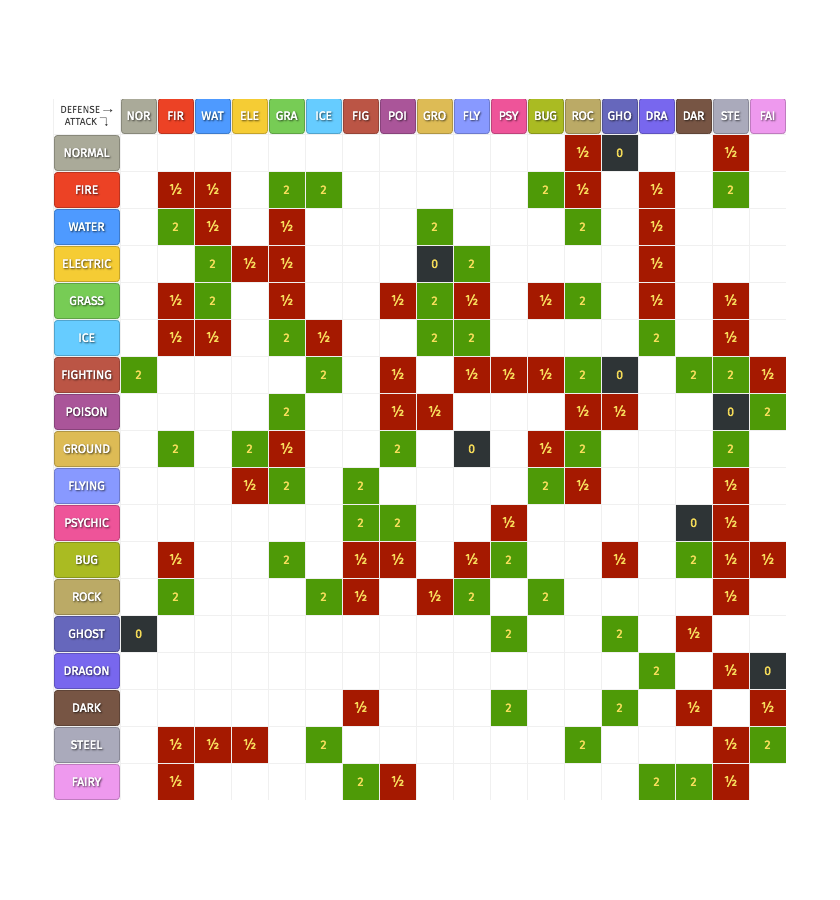 DEFENSE →
ATTACK ⤵ NOR FIR WAT ELE GRA ICE FIG POI GRO FLY PSY BUG ROC GHO DRA DAR STE FAI
NORMAL ½ 0 ½
FIRE ½ ½ 2 2 2 ½ ½ 2
WATER 2 ½ ½ 2 2 ½
ELECTRIC 2 ½ ½ 0 2 ½
GRASS ½ 2 ½ ½ 2 ½ ½ 2 ½ ½
ICE ½ ½ 2 ½ 2 2 2 ½
FIGHTING 2 2 ½ ½ ½ ½ 2 0 2 2 ½
POISON 2 ½ ½ ½ ½ 0 2
GROUND 2 2 ½ 2 0 ½ 2 2
FLYING ½ 2 2 2 ½ ½
PSYCHIC 2 2 ½ 0 ½
BUG ½ 2 ½ ½ ½ 2 ½ 2 ½ ½
ROCK 2 2 ½ ½ 2 2 ½
GHOST 0 2 2 ½
DRAGON 2 ½ 0
DARK ½ 2 2 ½ ½
STEEL ½ ½ ½ 2 2 ½ 2
FAIRY ½ 2 ½ 2 2 ½